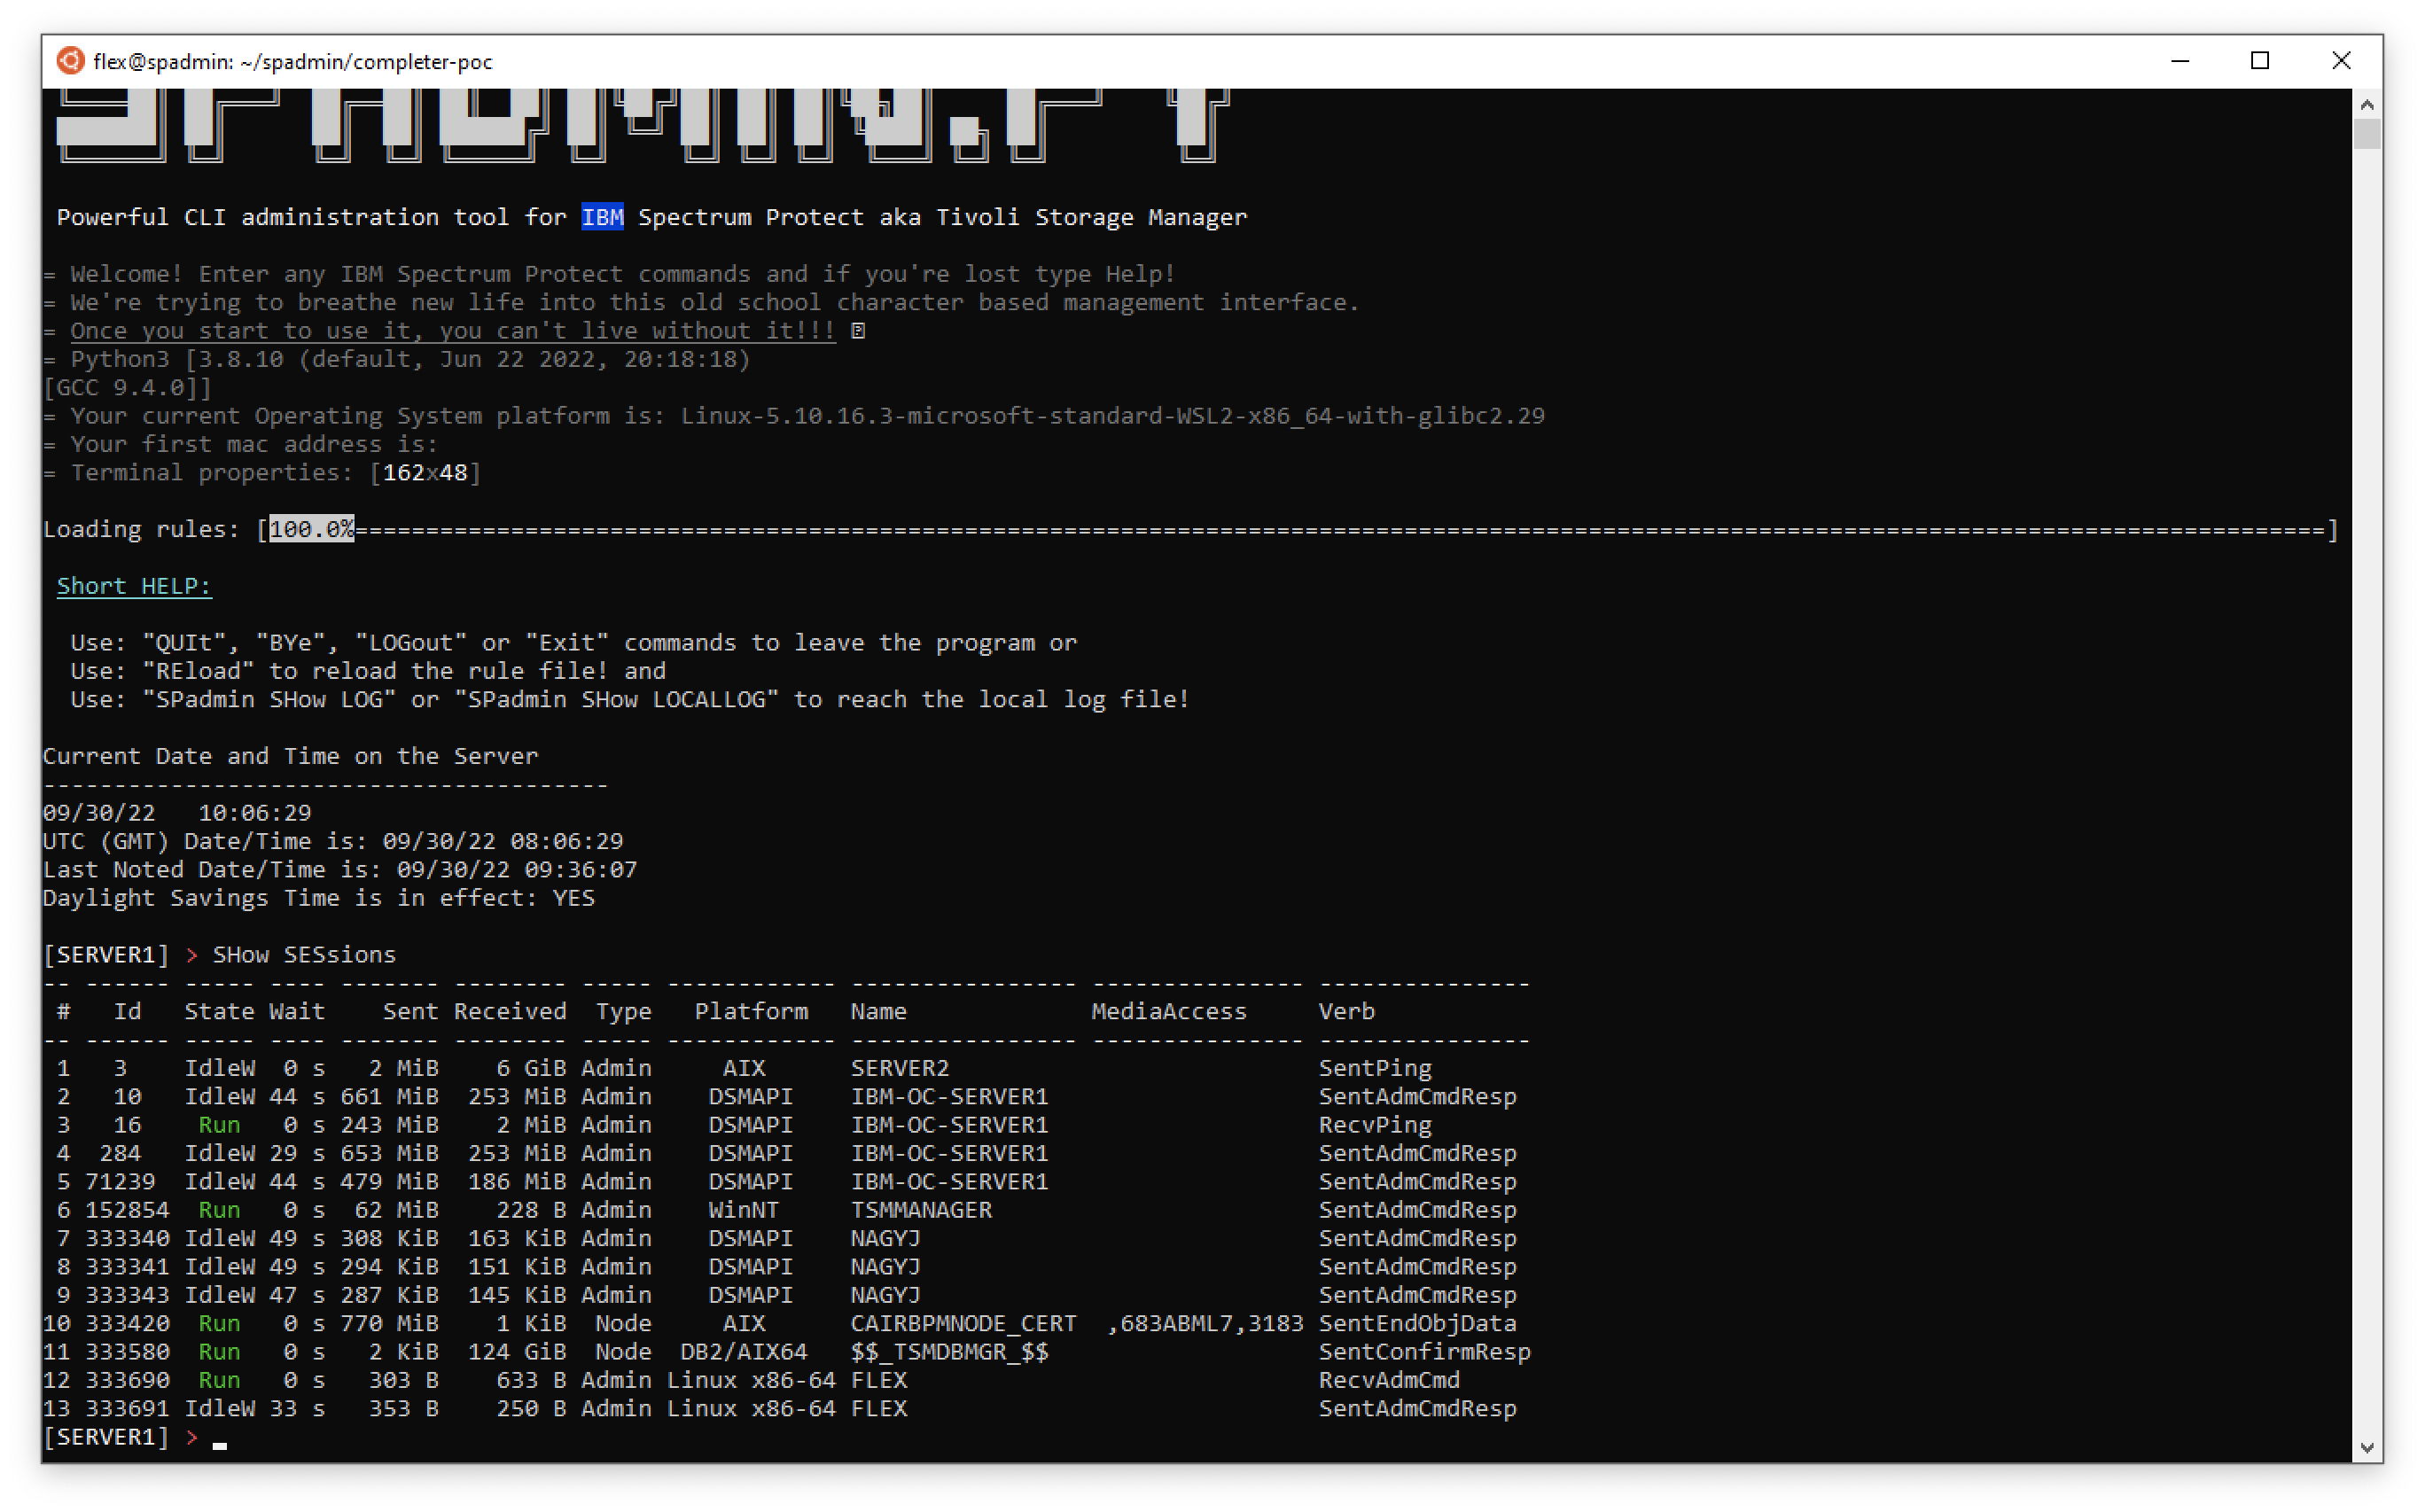 flex@spadmin: ~/spadmin/completer-poc
Powerful CLI administration tool for IBM Spectrum Protect aka Tivoli Storage Manager
= Welcome! Enter any IBM Spectrum Protect commands and if you're lost type Help!
= We're trying to breathe new life into this old school character based management interface.
= Once you start to use it, you can't live without it!!!
= Python3 [3.8.10 (default, Jun 22 2022, 20:18:18)
[GCC 9.4.0]]
= Your current Operating System platform is: Linux-5.10.16.3-microsoft-standard-WSL2-x86_64-with-glibc2.29
= Your first mac address is:
= Terminal properties: [162x48]
Loading rules: [100.0%===========================================================================================================================================]
Short HELP:
Use: "QUIt", "BYe", "LOGout" or "Exit" commands to leave the program or
Use: "REload" to reload the rule file! and
Use: "SPadmin SHow LOG" or "SPadmin SHow LOCALLOG" to reach the local log file!
Current Date and Time on the Server
----------------------------------------
09/30/22   10:06:29
UTC (GMT) Date/Time is: 09/30/22 08:06:29
Last Noted Date/Time is: 09/30/22 09:36:07
Daylight Savings Time is in effect: YES
[SERVER1] > SHow SESsions
-- ------ ----- ---- ------- -------- ----- ------------ ---------------- --------------- ---------------
 #   Id   State Wait    Sent Received  Type   Platform   Name             MediaAccess     Verb
-- ------ ----- ---- ------- -------- ----- ------------ ---------------- --------------- ---------------
 1   3    IdleW  0 s   2 MiB    6 GiB Admin     AIX      SERVER2                          SentPing
 2   10   IdleW 44 s 661 MiB  253 MiB Admin    DSMAPI    IBM-OC-SERVER1                   SentAdmCmdResp
 3   16    Run   0 s 243 MiB    2 MiB Admin    DSMAPI    IBM-OC-SERVER1                   RecvPing
 4  284   IdleW 29 s 653 MiB  253 MiB Admin    DSMAPI    IBM-OC-SERVER1                   SentAdmCmdResp
 5 71239  IdleW 44 s 479 MiB  186 MiB Admin    DSMAPI    IBM-OC-SERVER1                   SentAdmCmdResp
 6 152854  Run   0 s  62 MiB    228 B Admin    WinNT     TSMMANAGER                       SentAdmCmdResp
 7 333340 IdleW 49 s 308 KiB  163 KiB Admin    DSMAPI    NAGYJ                            SentAdmCmdResp
 8 333341 IdleW 49 s 294 KiB  151 KiB Admin    DSMAPI    NAGYJ                            SentAdmCmdResp
 9 333343 IdleW 47 s 287 KiB  145 KiB Admin    DSMAPI    NAGYJ                            SentAdmCmdResp
10 333420  Run   0 s 770 MiB    1 KiB  Node     AIX      CAIRBPMNODE_CERT  ,683ABML7,3183 SentEndObjData
11 333580  Run   0 s   2 KiB  124 GiB  Node  DB2/AIX64   $$_TSMDBMGR_$$                   SentConfirmResp
12 333690  Run   0 s   303 B    633 B Admin Linux x86-64 FLEX                             RecvAdmCmd
13 333691 IdleW 33 s   353 B    250 B Admin Linux x86-64 FLEX                             SentAdmCmdResp
[SERVER1] > _